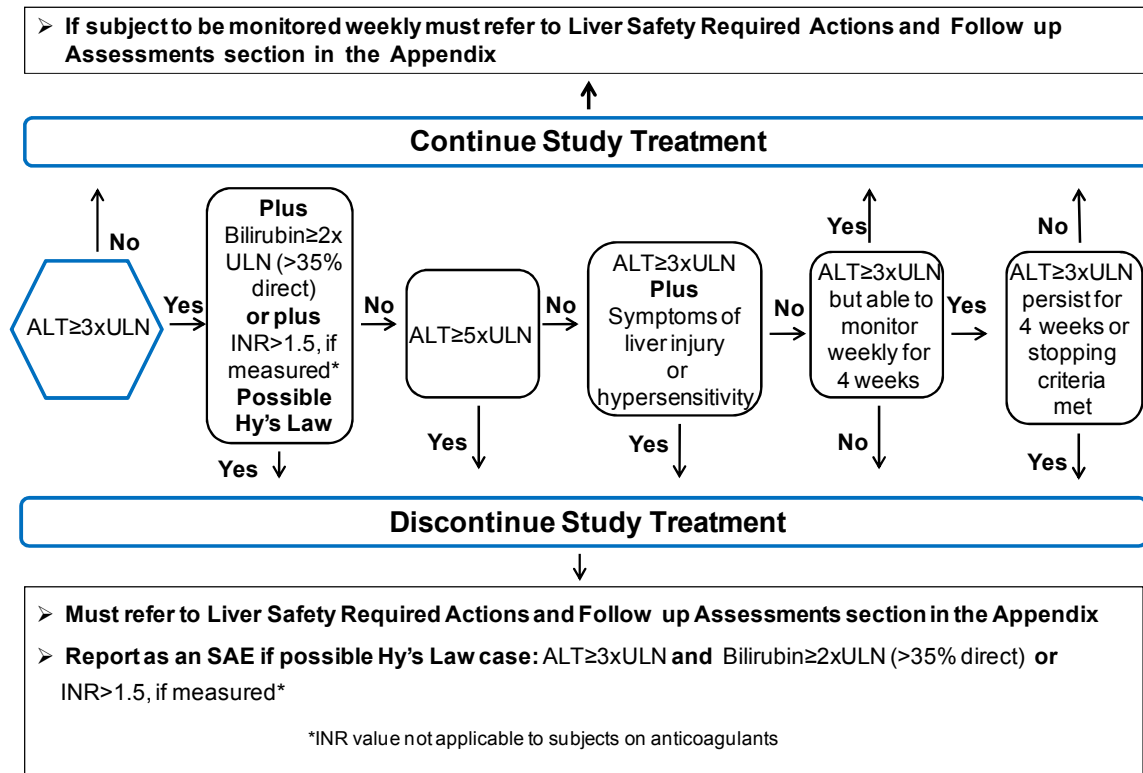 ➢ If subject to be monitored weekly must refer to Liver Safety Required Actions and Follow up
Assessments section in the Appendix
Continue Study Treatment
No
ALT≥3xULN
Yes
Plus
Bilirubin≥2x
ULN (>35%
direct)
or plus
INR>1.5, if
measured*
Possible
Hy's Law
Yes
No
ALT≥5xULN
Yes
No
ALT≥3xULN
Plus
Symptoms of
liver injury
or
hypersensitivity
Yes
No
Yes
ALT≥3xULN
but able to
monitor
weekly for
4 weeks
No
Yes
No
ALT≥3xULN
persist for
4 weeks or
stopping
criteria
met
Yes
Discontinue Study Treatment
➢ Must refer to Liver Safety Required Actions and Follow up Assessments section in the Appendix
➢ Report as an SAE if possible Hy's Law case: ALT≥3xULN and Bilirubin≥2xULN (>35% direct) or
INR>1.5, if measured*
*INR value not applicable to subjects on anticoagulants